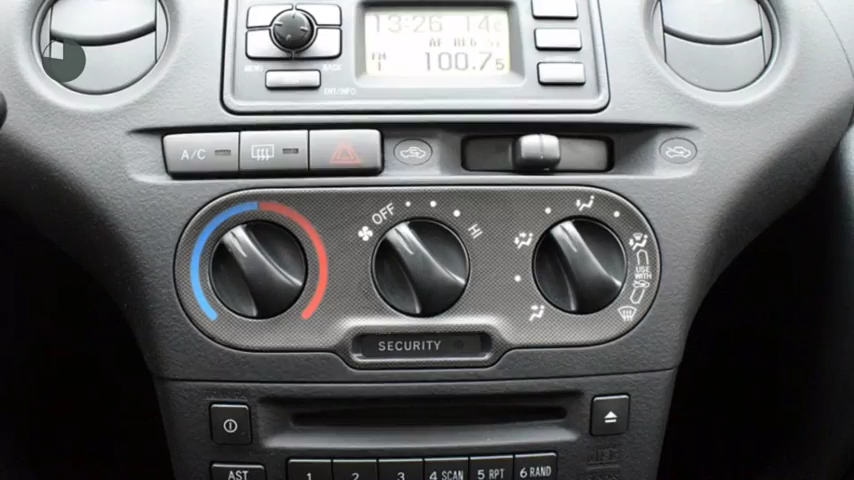 13:26 14c
AF REG
FM
1 100.75
MENU BACK
ENT/INFO
A/C
OFF
HI
USE
WITH
SECURITY
DISC
AST 1 2 3 4 SCAN 5 RPT 6 RAND